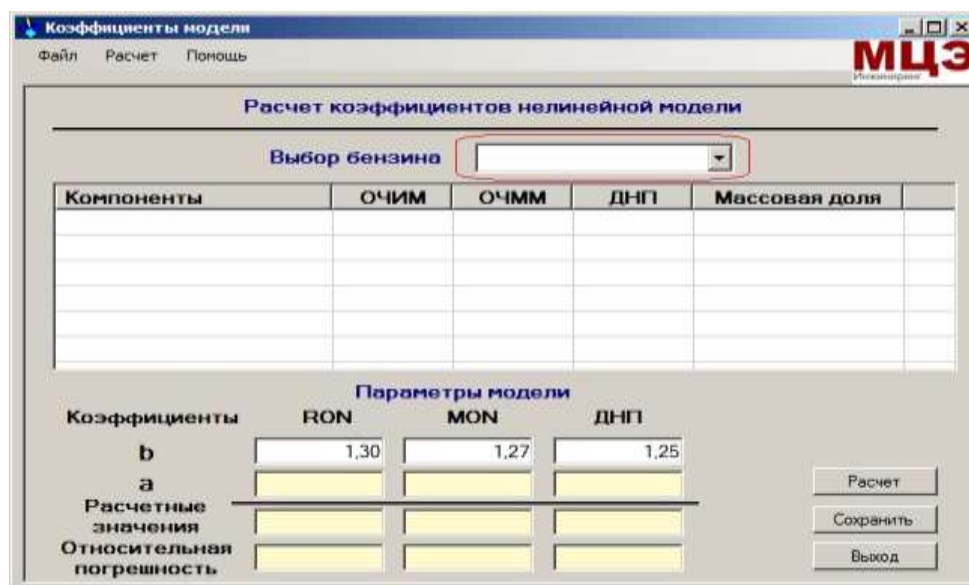 Коэффициенты модели
Файл Расчет Помощь
МЦЭ
Инжиниринг
Расчет коэффициентов нелинейной модели
Выбор бензина
Компоненты ОЧИМ ОЧММ ДНП Массовая доля
Параметры модели
Коэффициенты RON MON ДНП
b 1,30 1,27 1,25
a
Расчет
Расчетные
значения
Сохранить
Относительная
погрешность
Выход